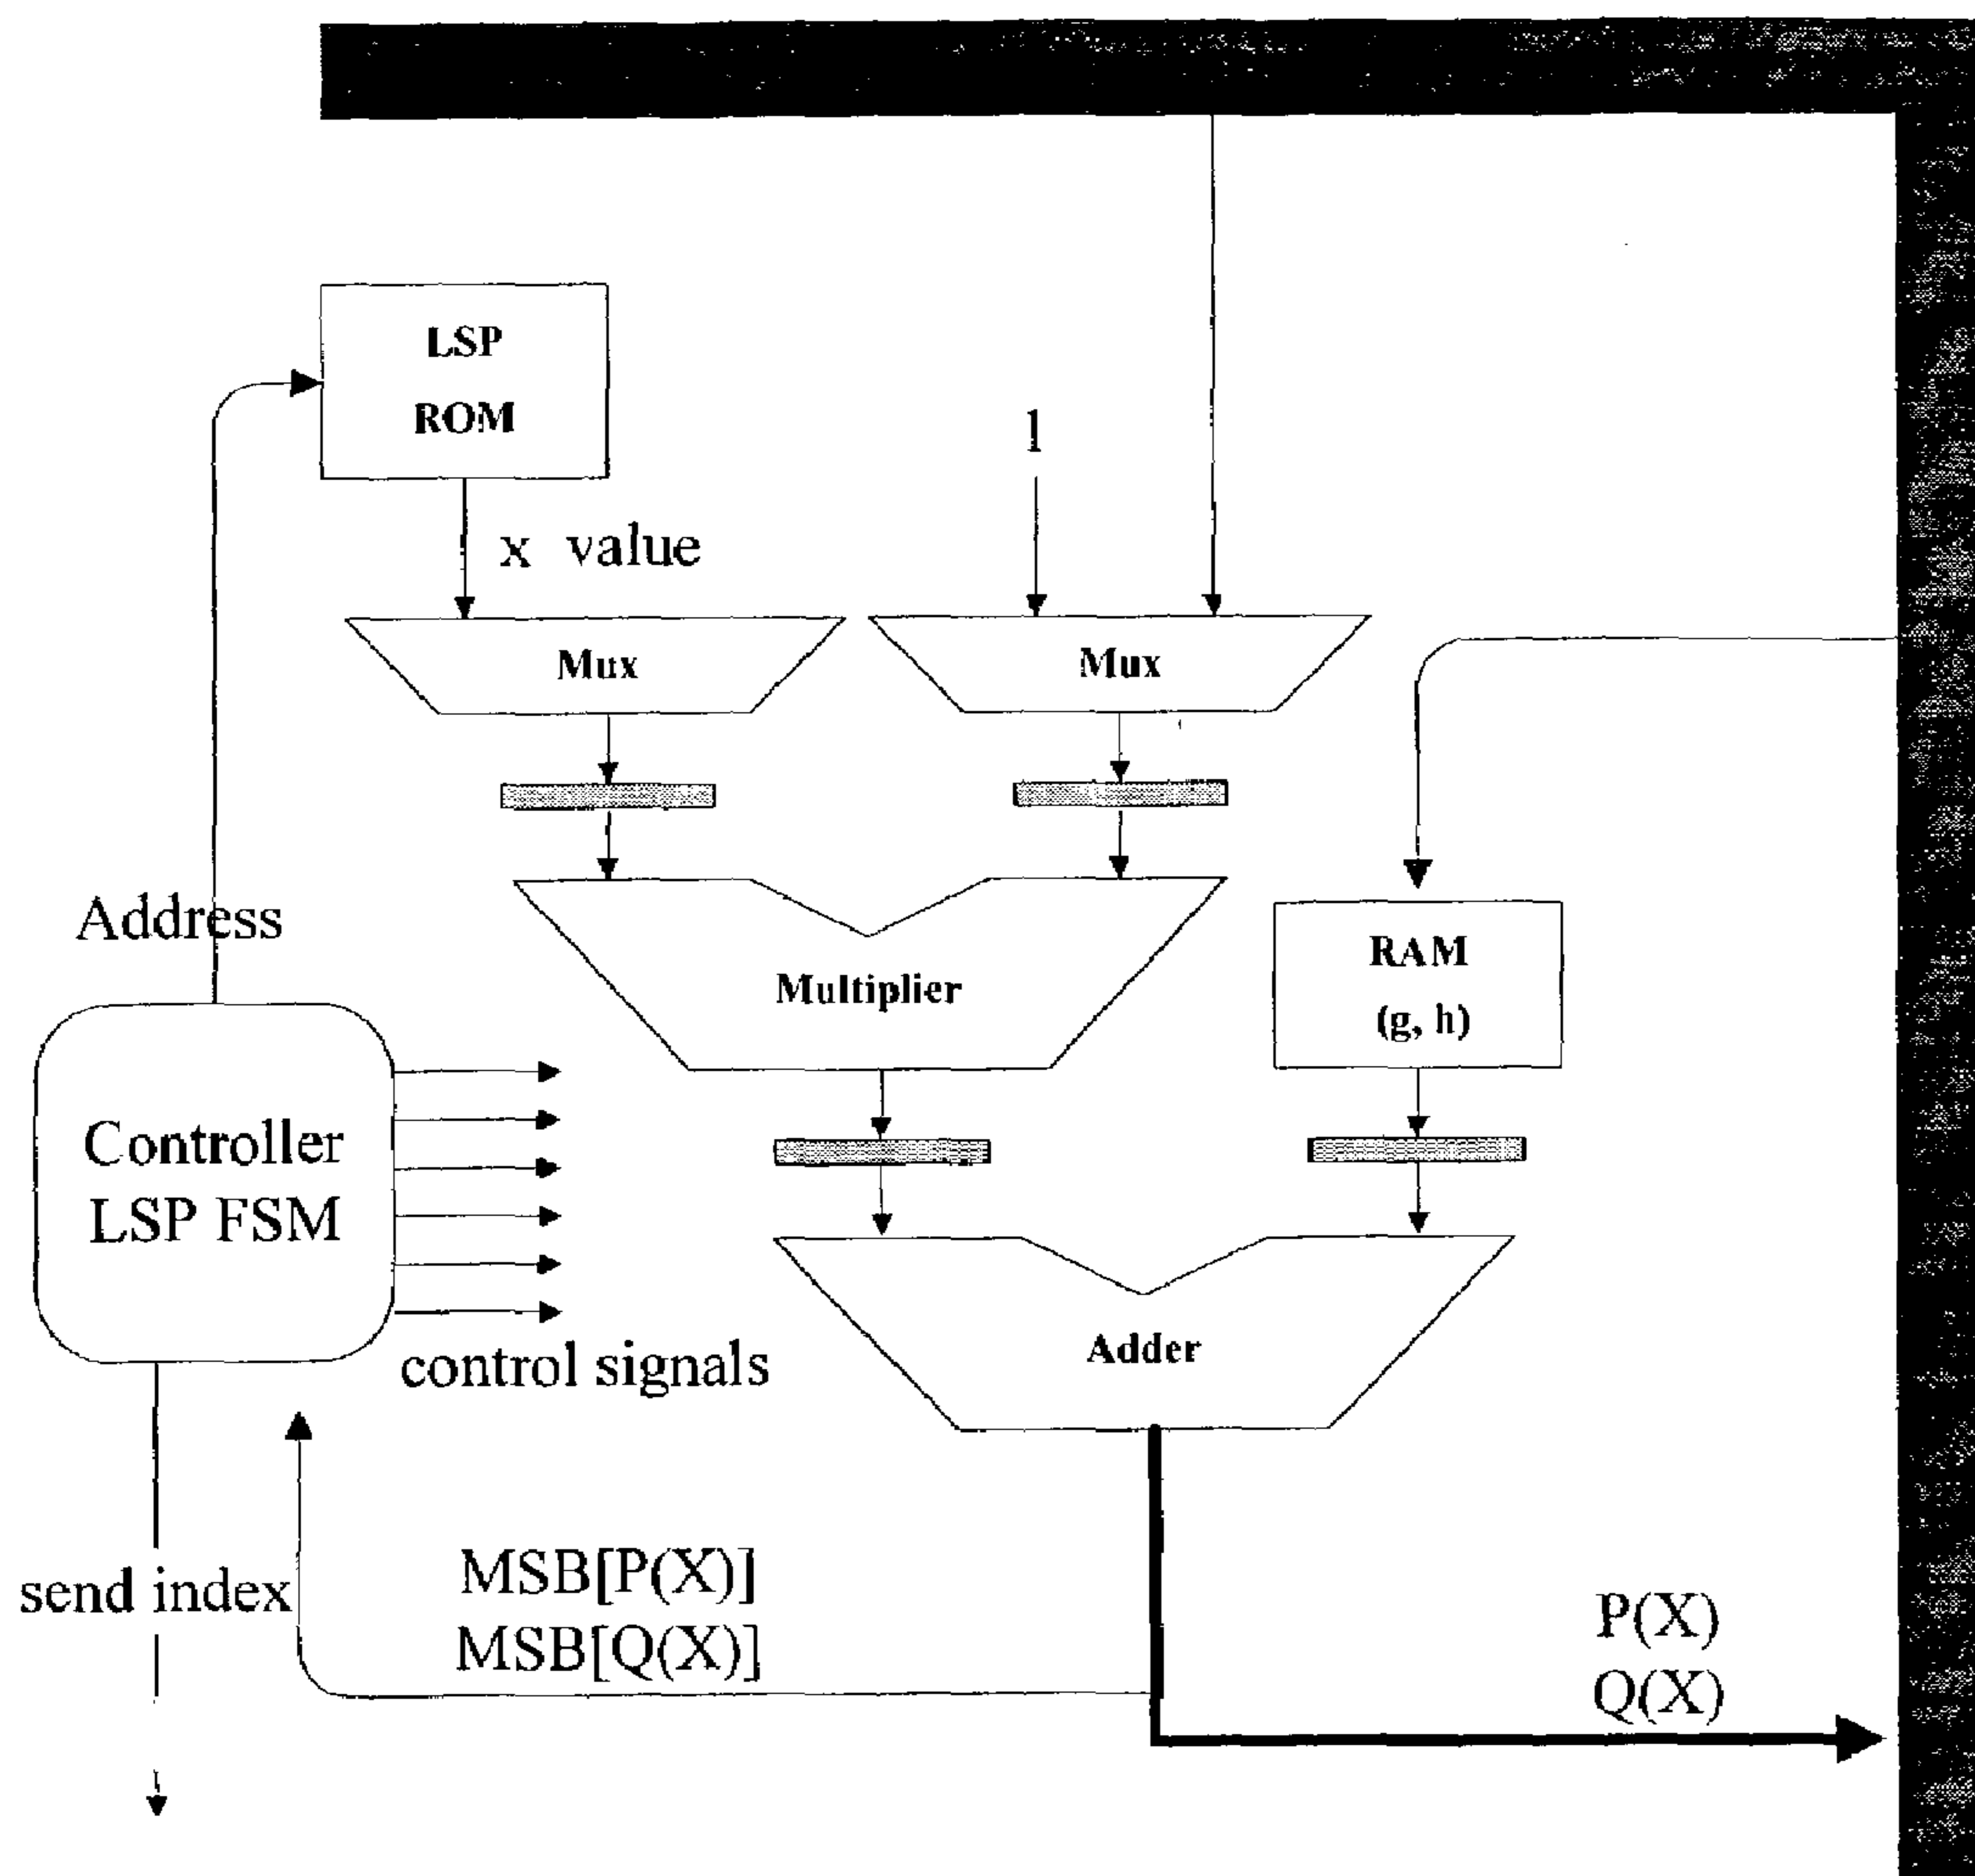 LSP
ROM
1
x value
Mux
Mux
Address
Multiplier
RAM
(g, h)
Controller
LSP FSM
control signals
Adder
send index
MSB[P(X)]
MSB[Q(X)]
P(X)
Q(X)